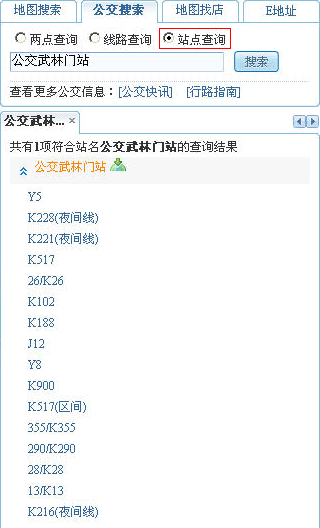 地图搜索 公交搜索 地图找店 E地址
两点查询 线路查询 站点查询
公交武林门站 搜索
查看更多公交信息：[公交快讯] [行路指南]
公交武林...
共有1项符合站名公交武林门站的查询结果
公交武林门站
Y5
K228(夜间线)
K221(夜间线)
K517
26/K26
K102
K188
J12
Y8
K900
K517(区间)
355/K355
290/K290
28/K28
13/K13
K216(夜间线)